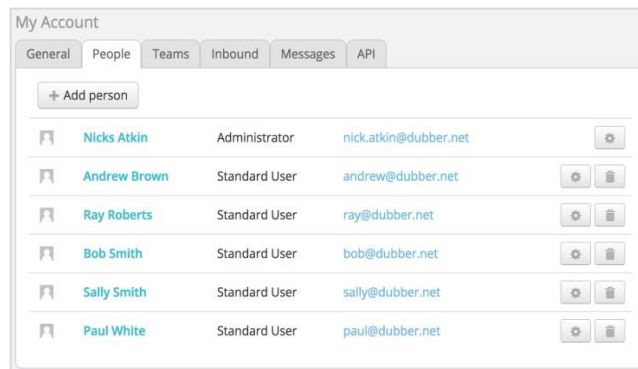 My Account
General People Teams Inbound Messages API
+ Add person
Nicks Atkin Administrator nick.atkin@dubber.net
Andrew Brown Standard User andrew@dubber.net
Ray Roberts Standard User ray@dubber.net
Bob Smith Standard User bob@dubber.net
Sally Smith Standard User sally@dubber.net
Paul White Standard User paul@dubber.net